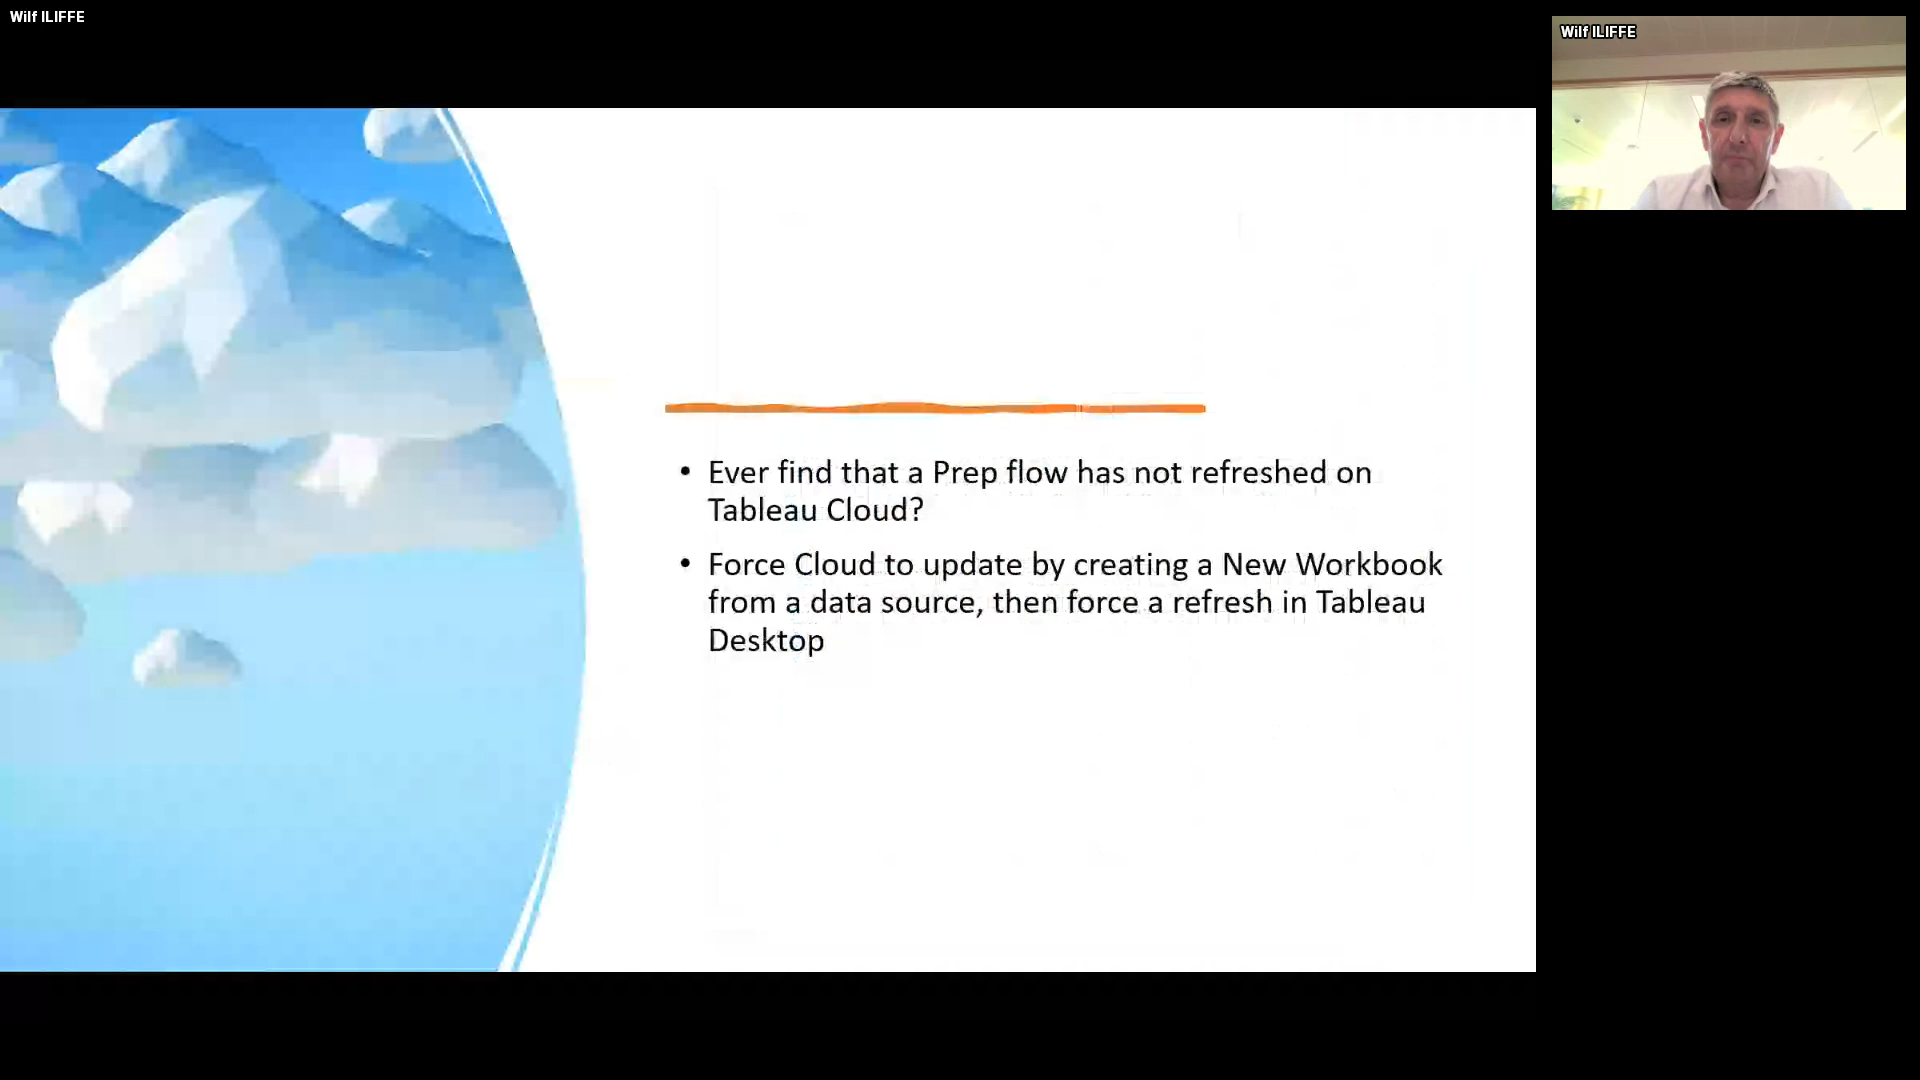 Wilf ILIFFE
Wilf ILIFFE
• Ever find that a Prep flow has not refreshed on
Tableau Cloud?
• Force Cloud to update by creating a New Workbook
from a data source, then force a refresh in Tableau
Desktop